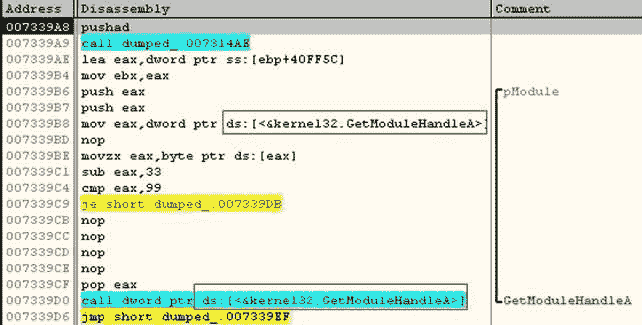 Address Disassembly Comment
007339A8 pushad
007339A9 call dumped_.007314AE
007339AE lea eax,dword ptr ss:[ebp+40FF5C]
007339B4 mov ebx,eax
007339B6 push eax pModule
007339B7 push eax
007339B8 mov eax,dword ptr ds:[<&kernel32.GetModuleHandleA>]
007339BD nop
007339BE movzx eax,byte ptr ds:[eax]
007339C1 sub eax,33
007339C4 cmp eax,99
007339C9 je short dumped_.007339DB
007339CB nop
007339CC nop
007339CD nop
007339CE nop
007339CF pop eax
007339D0 call dword ptr ds:[<&kernel32.GetModuleHandleA>] GetModuleHandleA
007339D6 jmp short dumped_.007339EF